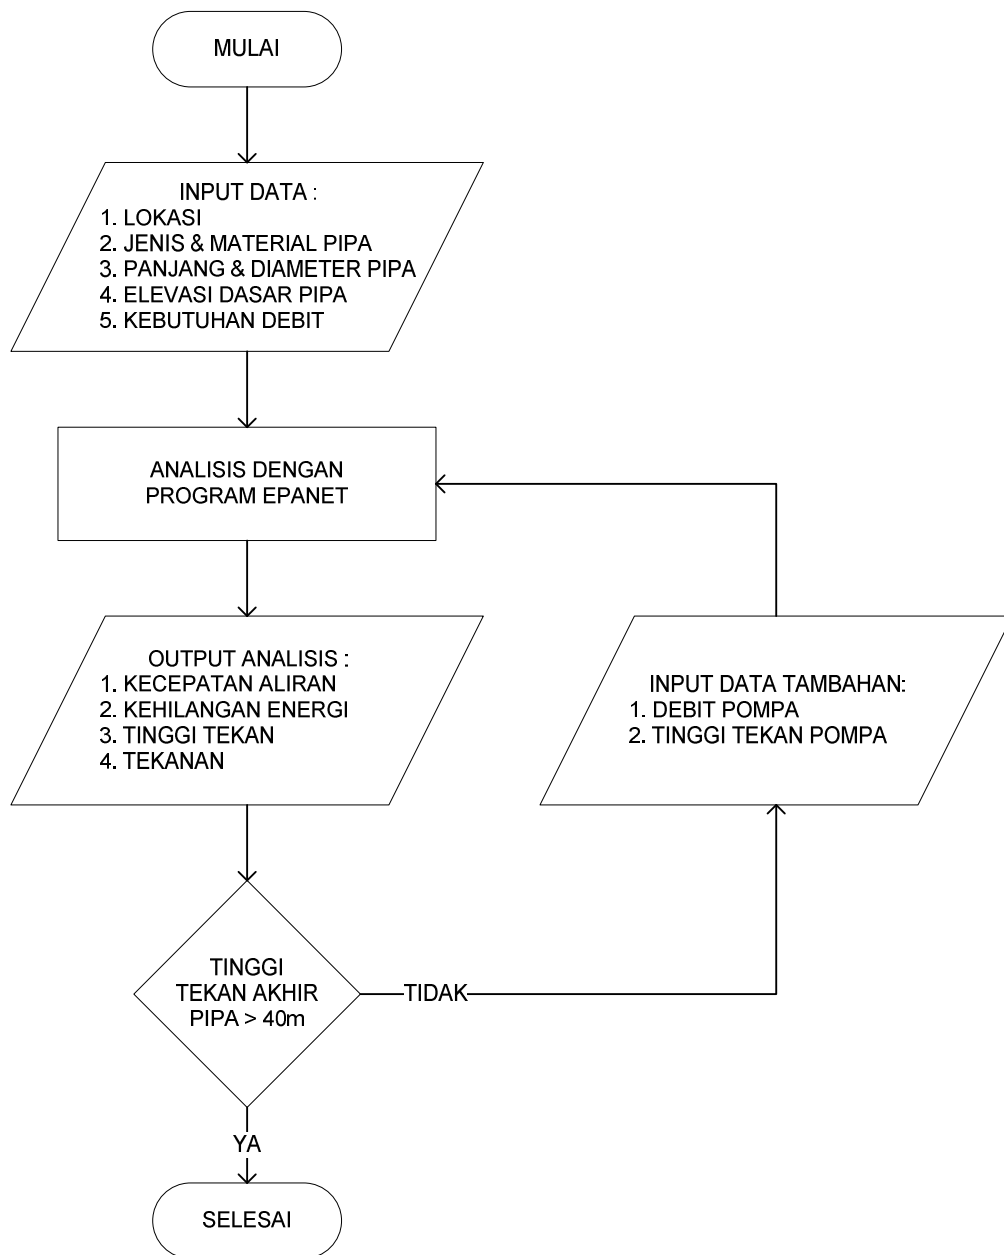 MULAI
INPUT DATA :
1. LOKASI
2. JENIS & MATERIAL PIPA
3. PANJANG & DIAMETER PIPA
4. ELEVASI DASAR PIPA
5. KEBUTUHAN DEBIT
ANALISIS DENGAN
PROGRAM EPANET
OUTPUT ANALISIS :
1. KECEPATAN ALIRAN
2. KEHILANGAN ENERGI
3. TINGGI TEKAN
4. TEKANAN
INPUT DATA TAMBAHAN:
1. DEBIT POMPA
2. TINGGI TEKAN POMPA
TINGGI
TEKAN AKHIR
PIPA > 40m
TIDAK
YA
SELESAI